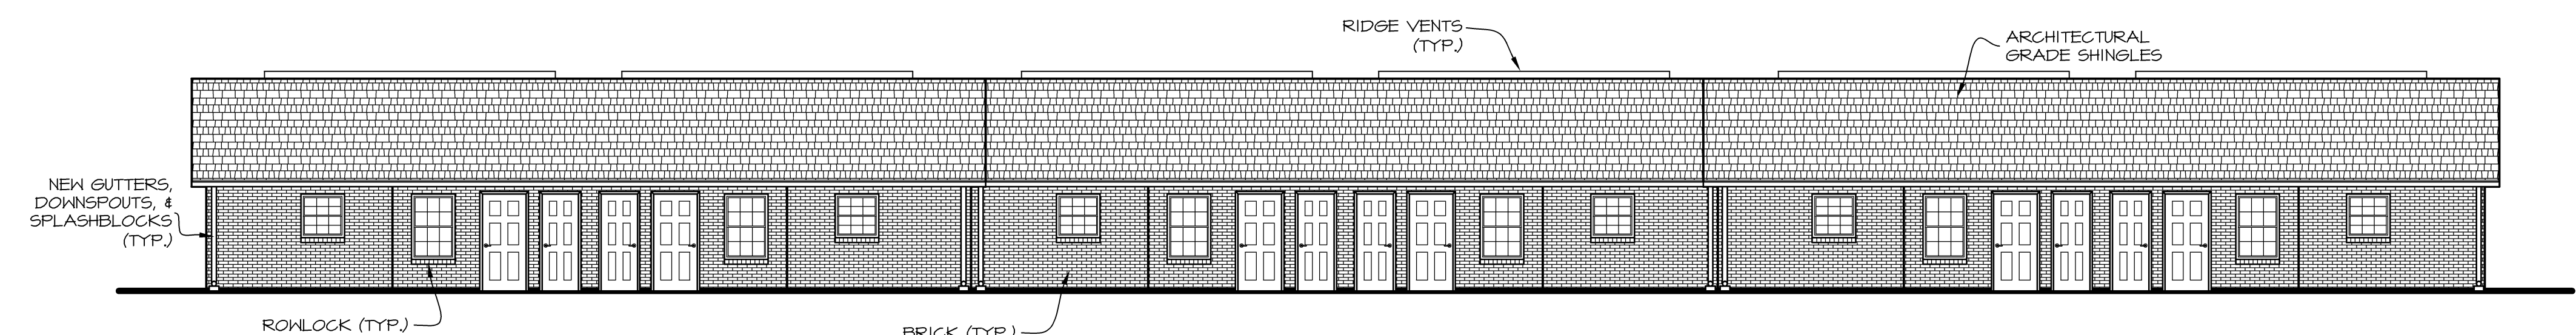 RIDGE VENTS
(TYP.)
ARCHITECTURAL
GRADE SHINGLES
NEW GUTTERS,
DOWNSPOUTS, &
SPLASHBLOCKS
(TYP.)
ROWLOCK (TYP.)
BRICK (TYP.)